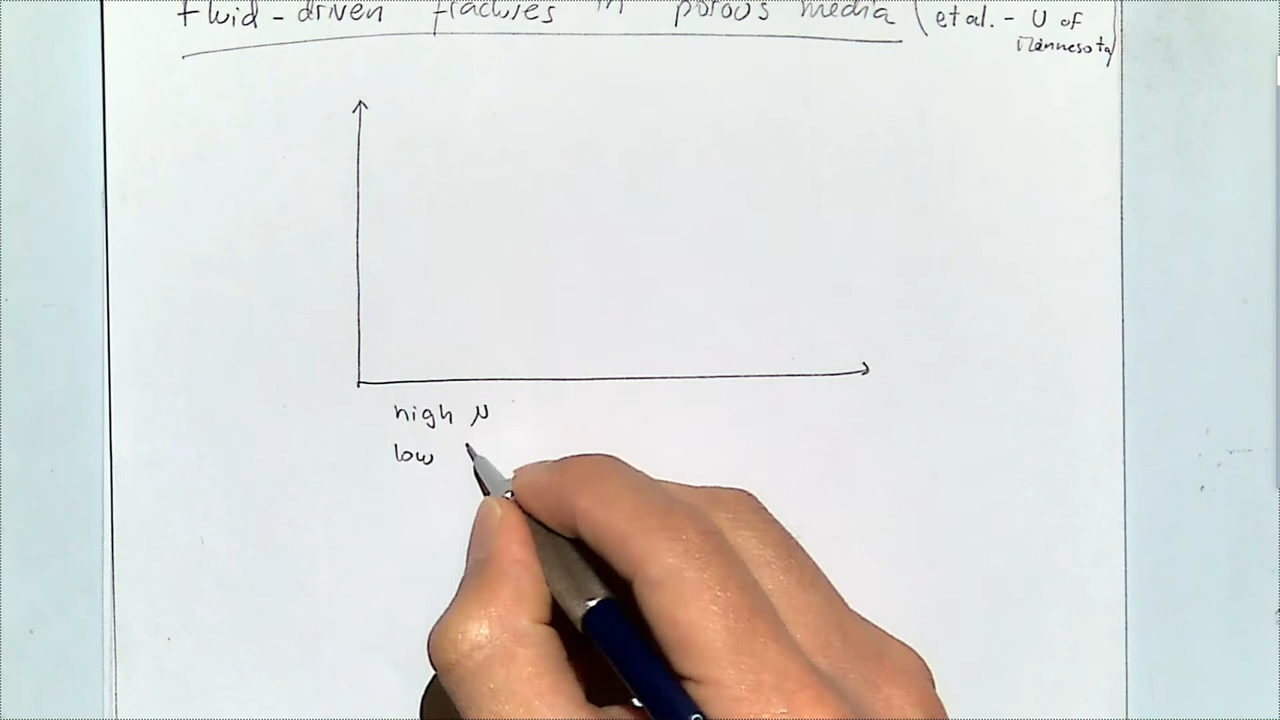 Fluid - driven fractures in porous media (et al. - U of
Minnesota)
high μ
low